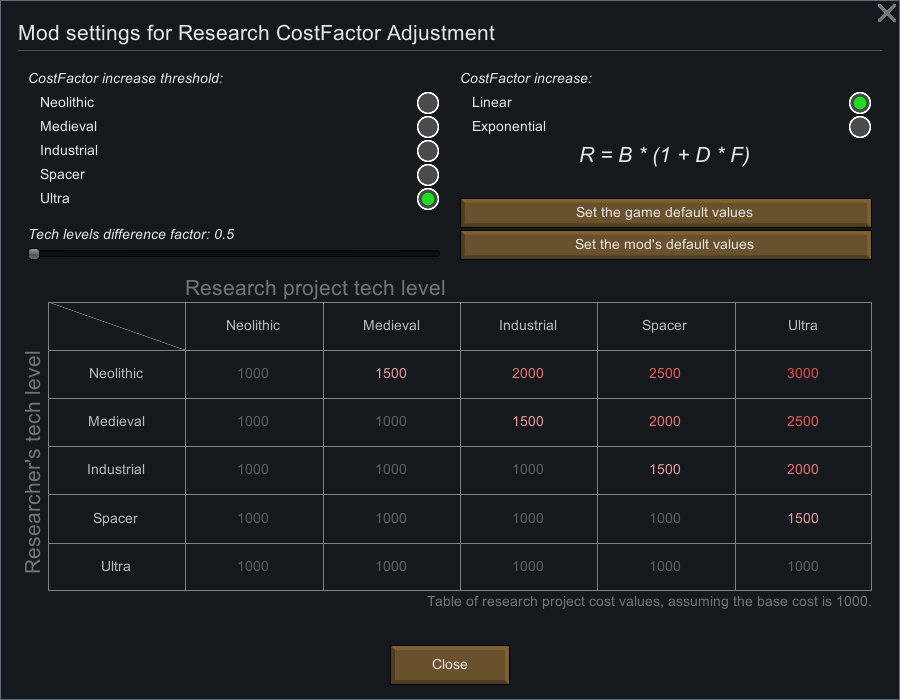 Mod settings for Research CostFactor Adjustment
CostFactor increase threshold:
Neolithic
Medieval
Industrial
Spacer
Ultra
Tech levels difference factor: 0.5
CostFactor increase:
Linear
Exponential
R = B * (1 + D * F)
Set the game default values
Set the mod's default values
Research project tech level
Researcher's tech level
Neolithic Medieval Industrial Spacer Ultra
Neolithic 1000 1500 2000 2500 3000
Medieval 1000 1000 1500 2000 2500
Industrial 1000 1000 1000 1500 2000
Spacer 1000 1000 1000 1000 1500
Ultra 1000 1000 1000 1000 1000
Table of research project cost values, assuming the base cost is 1000.
Close